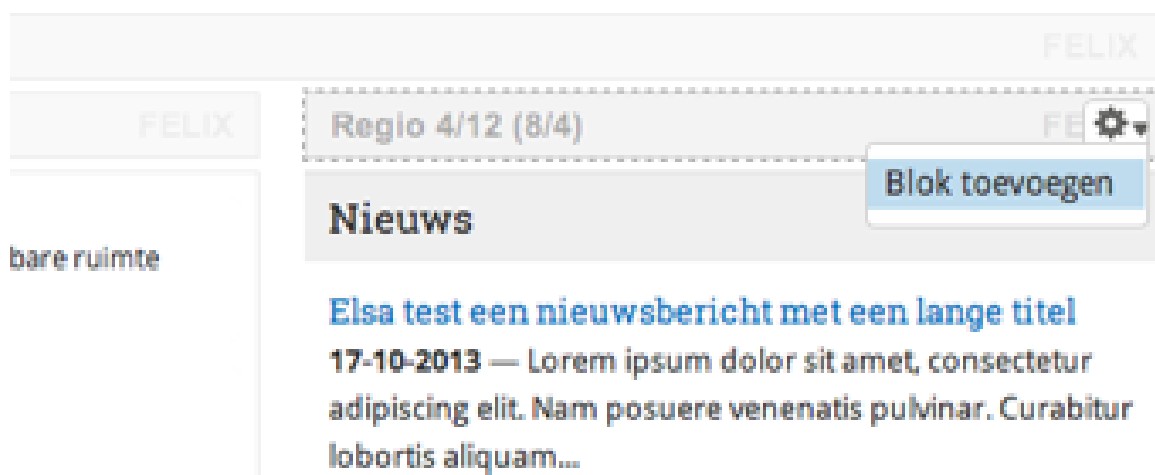 FELIX
FELIX
Regio 4/12 (8/4)
FE
Blok toevoegen
Nieuws
bare ruimte
Elsa test een nieuwsbericht met een lange titel
17-10-2013 — Lorem ipsum dolor sit amet, consectetur
adipiscing elit. Nam posuere venenatis pulvinar. Curabitur
lobortis aliquam...